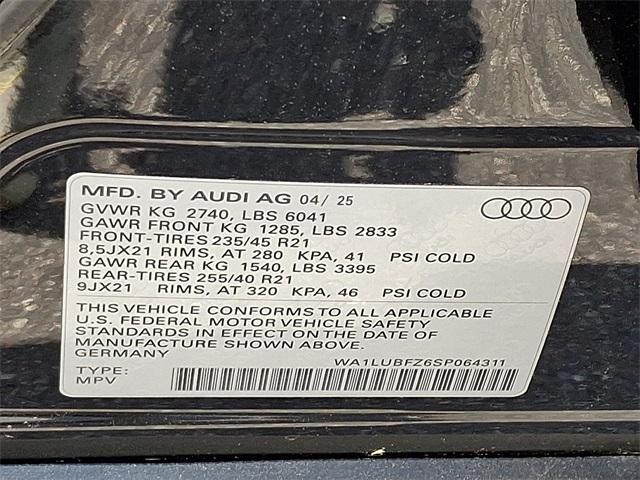 MFD. BY AUDI AG 04/ 25
GVWR KG 2740, LBS 6041
GAWR FRONT KG 1285, LBS 2833
FRONT-TIRES 235/45 R21
8,5JX21 RIMS, AT 280 KPA, 41 PSI COLD
GAWR REAR KG 1540, LBS 3395
REAR-TIRES 255/40 R21
9JX21 RIMS, AT 320 KPA, 46 PSI COLD
THIS VEHICLE CONFORMS TO ALL APPLICABLE
U.S. FEDERAL MOTOR VEHICLE SAFETY
STANDARDS IN EFFECT ON THE DATE OF
MANUFACTURE SHOWN ABOVE.
GERMANY
WA1LUBFZ6SP064311
TYPE:
MPV